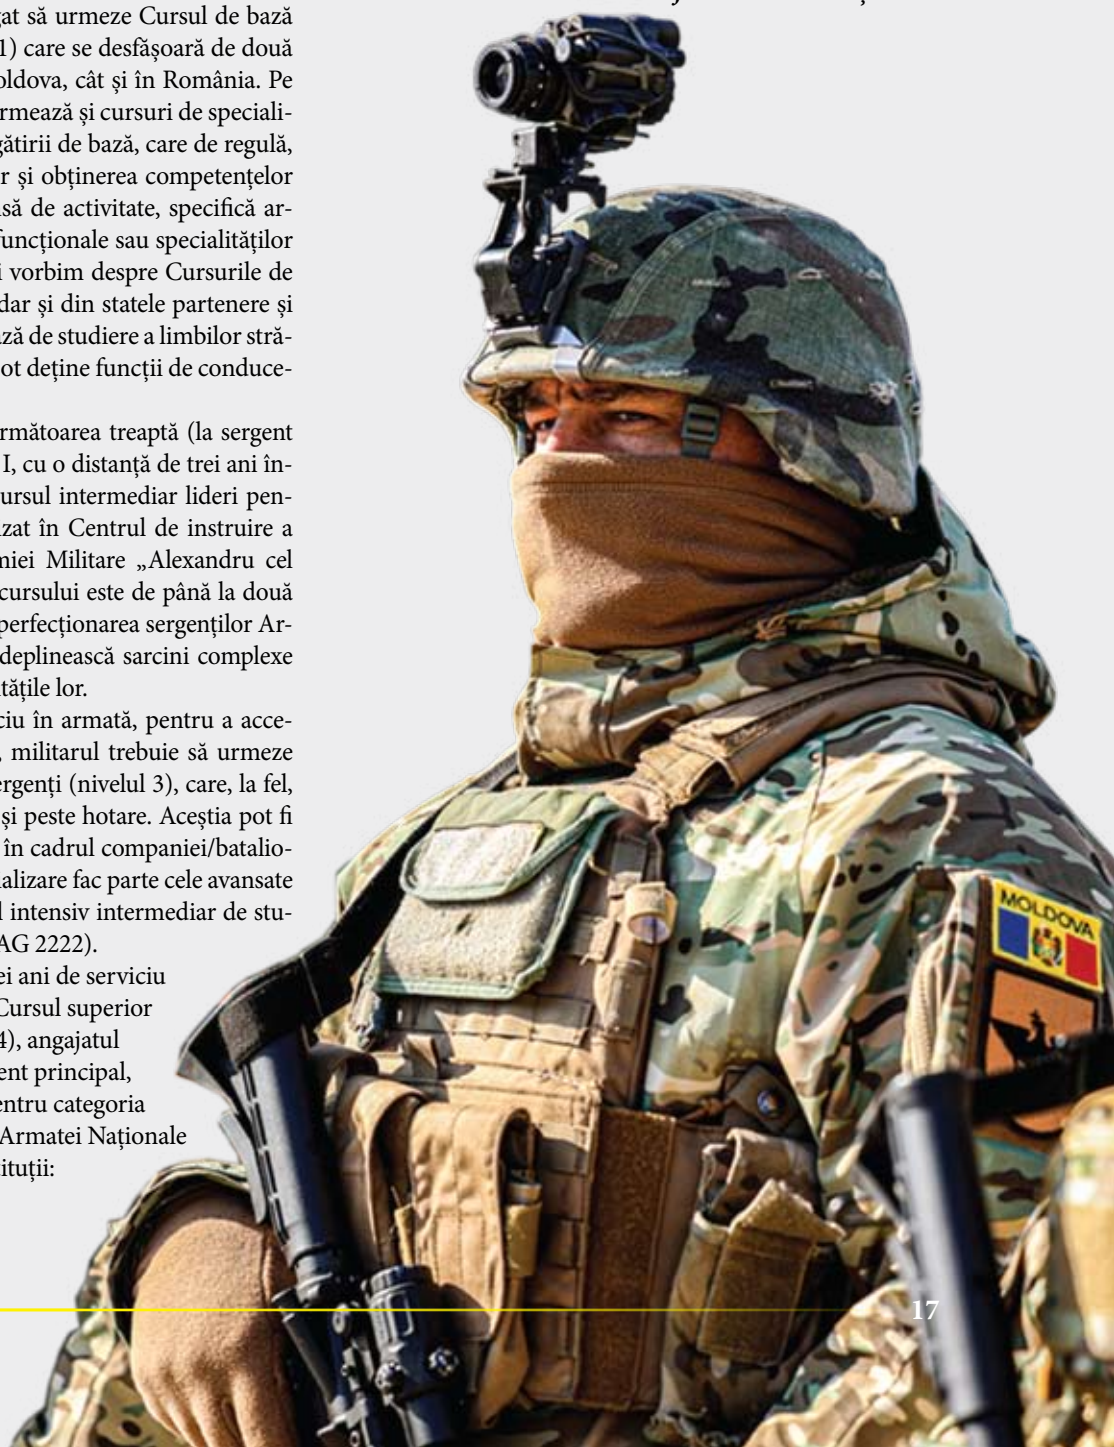 gat să urmeze Cursul de bază
1) care se desfășoară de două
oldova, cât și în România. Pe
rmează și cursuri de speciali-
gătirii de bază, care de regulă,
r și obținerea competențelor
să de activitate, specifică ar-
funcționale sau specialităților
i vorbim despre Cursurile de
dar și din statele partenere și
ază de studiere a limbilor stră-
ot deține funcții de conduce-
rmătoarea treaptă (la sergent
I, cu o distanță de trei ani în-
ursul intermediar lideri pen-
izat în Centrul de instruire a
miei Militare „Alexandru cel
cursului este de până la două
perfecționarea sergenților Ar-
deplinească sarcini complexe
tățile lor.
ciu în armată, pentru a acce-
, militarul trebuie să urmeze
ergenți (nivelul 3), care, la fel,
și peste hotare. Aceștia pot fi
în cadrul companiei/batalio-
alizare fac parte cele avansate
l intensiv intermediar de stu-
AG 2222).
ei ani de serviciu
Cursul superior
4), angajatul
ent principal,
entru categoria
Armatei Naționale
tituții:
MOLDOVA
17